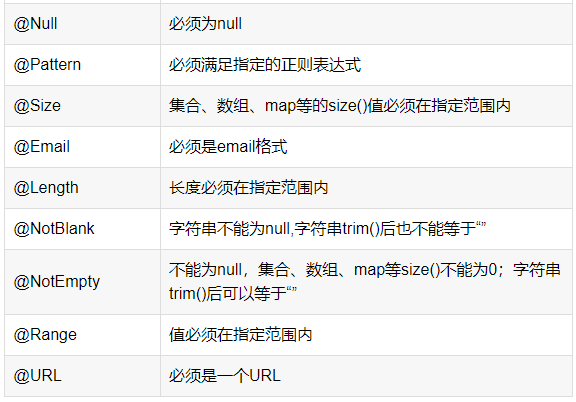 @Null 必须为null
@Pattern 必须满足指定的正则表达式
@Size 集合、数组、map等的size()值必须在指定范围内
@Email 必须是email格式
@Length 长度必须在指定范围内
@NotBlank 字符串不能为null,字符串trim()后也不能等于“”
@NotEmpty 不能为null，集合、数组、map等size()不能为0；字符串
trim()后可以等于“”
@Range 值必须在指定范围内
@URL 必须是一个URL